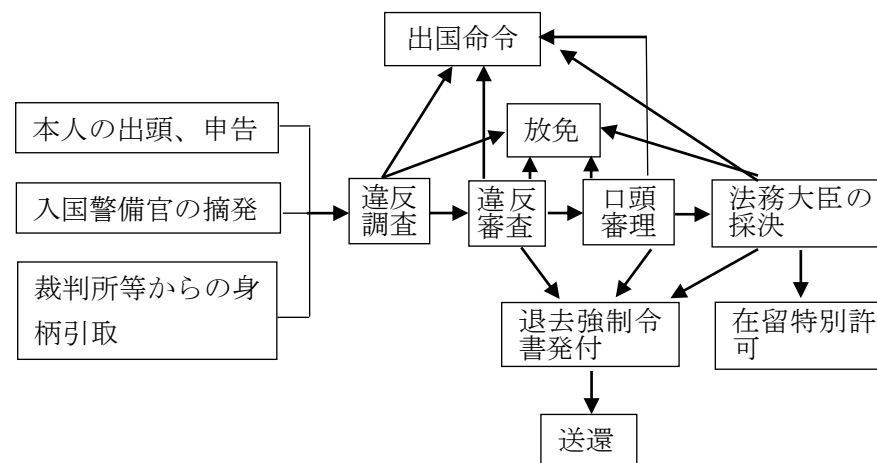 出国命令
本人の出頭、申告
放免
入国警備官の摘発
違反
調査
違反
審査
口頭
審理
法務大臣の
採決
裁判所等からの身
柄引取
退去強制令
書発付
在留特別許
可
送還